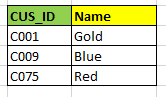 CUS_ID Name
C001 Gold
C009 Blue
C075 Red